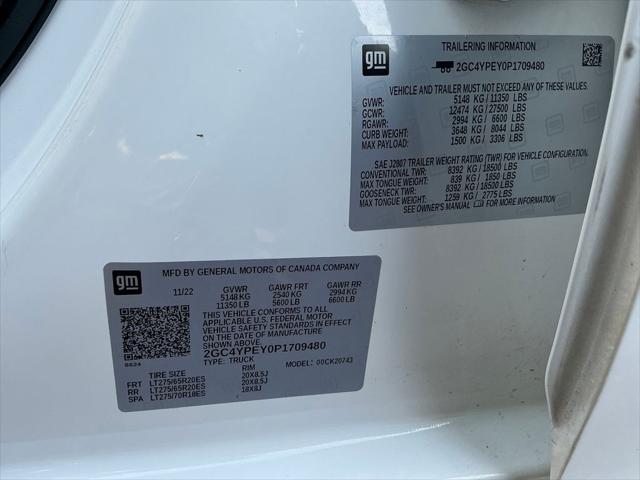 gm
TRAILERING INFORMATION
2GC4YPEY0P1709480
VEHICLE AND TRAILER MUST NOT EXCEED ANY OF THESE VALUES.
GVWR: 5148 KG / 11350 LBS
GCWR: 12474 KG / 27500 LBS
RGAWR: 2994 KG / 6600 LBS
CURB WEIGHT: 3648 KG / 8044 LBS
MAX PAYLOAD: 1500 KG / 3306 LBS
SAE J2807 TRAILER WEIGHT RATING (TWR) FOR VEHICLE CONFIGURATION.
CONVENTIONAL TWR: 8392 KG / 18500 LBS
MAX TONGUE WEIGHT: 839 KG / 1850 LBS
GOOSENECK TWR: 8392 KG / 18500 LBS
MAX TONGUE WEIGHT: 1259 KG / 2775 LBS
SEE OWNER'S MANUAL FOR MORE INFORMATION.
gm
MFD BY GENERAL MOTORS OF CANADA COMPANY
11/22 GVWR GAWR FRT GAWR RR
5148 KG 2540 KG 2994 KG
11350 LB 5600 LB 6600 LB
THIS VEHICLE CONFORMS TO ALL
APPLICABLE U.S. FEDERAL MOTOR
VEHICLE SAFETY STANDARDS IN EFFECT
ON THE DATE OF MANUFACTURE
SHOWN ABOVE.
2GC4YPEY0P1709480
TYPE: TRUCK MODEL: 00CK20743
8624
TIRE SIZE RIM
FRT LT275/65R20ES 20X8.5J
RR LT275/65R20ES 20X8.5J
SPA LT275/70R18ES 18X8J